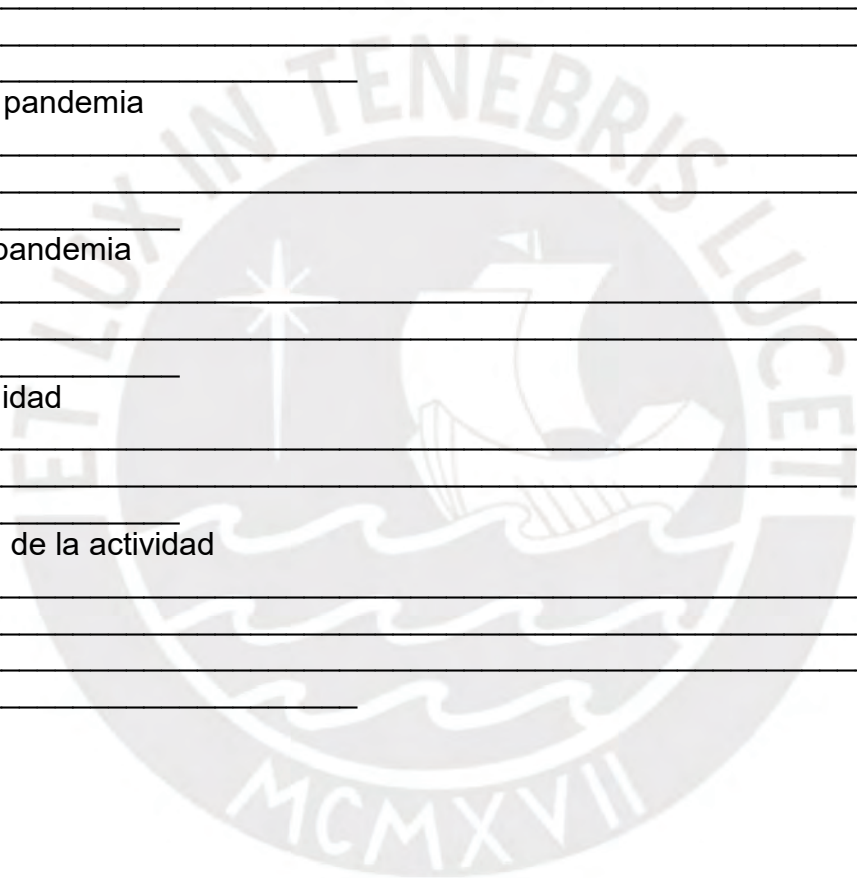 pandemia
pandemia
idad
de la actividad
ET LUX IN TENEBRIS LUCET
MCMXVII